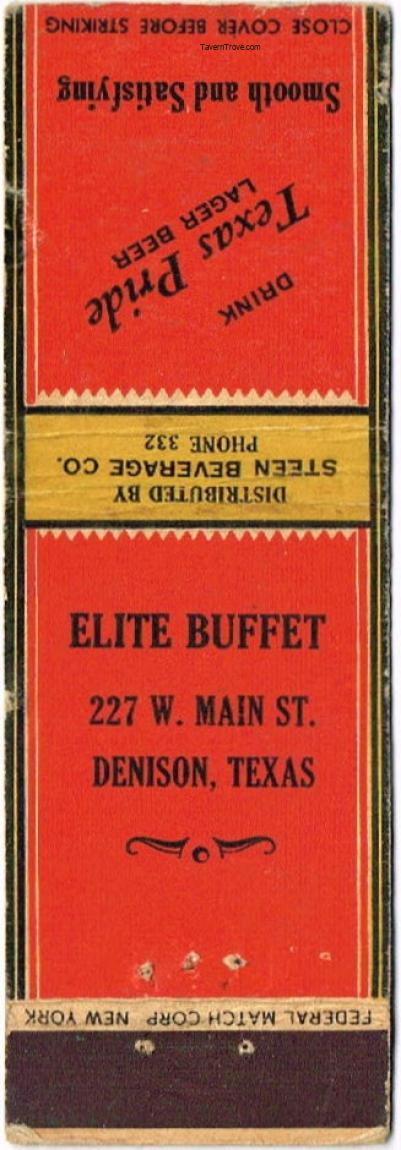 CLOSE COVER BEFORE STRIKING
TavernTrove.com
Smooth and Satisfying
DRINK
Texas Pride
LAGER BEER
DISTRIBUTED BY
STEEN BEVERAGE CO.
PHONE 332
ELITE BUFFET
227 W. MAIN ST.
DENISON, TEXAS
FEDERAL MATCH CORP NEW YORK